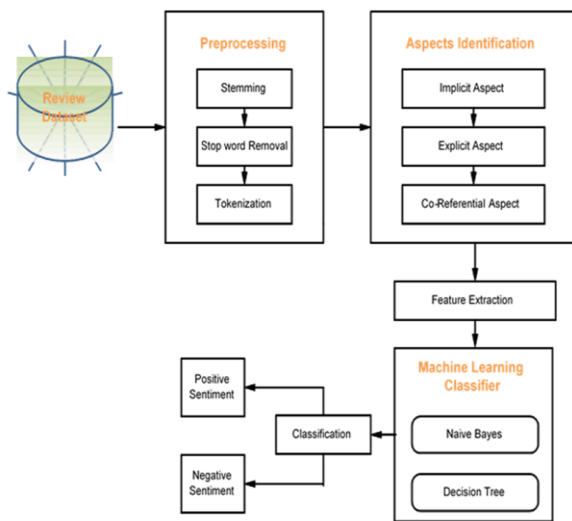 Review
Dataset
Preprocessing
Stemming
Stop word Removal
Tokenization
Aspects Identification
Implicit Aspect
Explicit Aspect
Co-Referential Aspect
Feature Extraction
Machine Learning
Classifier
Naive Bayes
Decision Tree
Classification
Positive
Sentiment
Negative
Sentiment